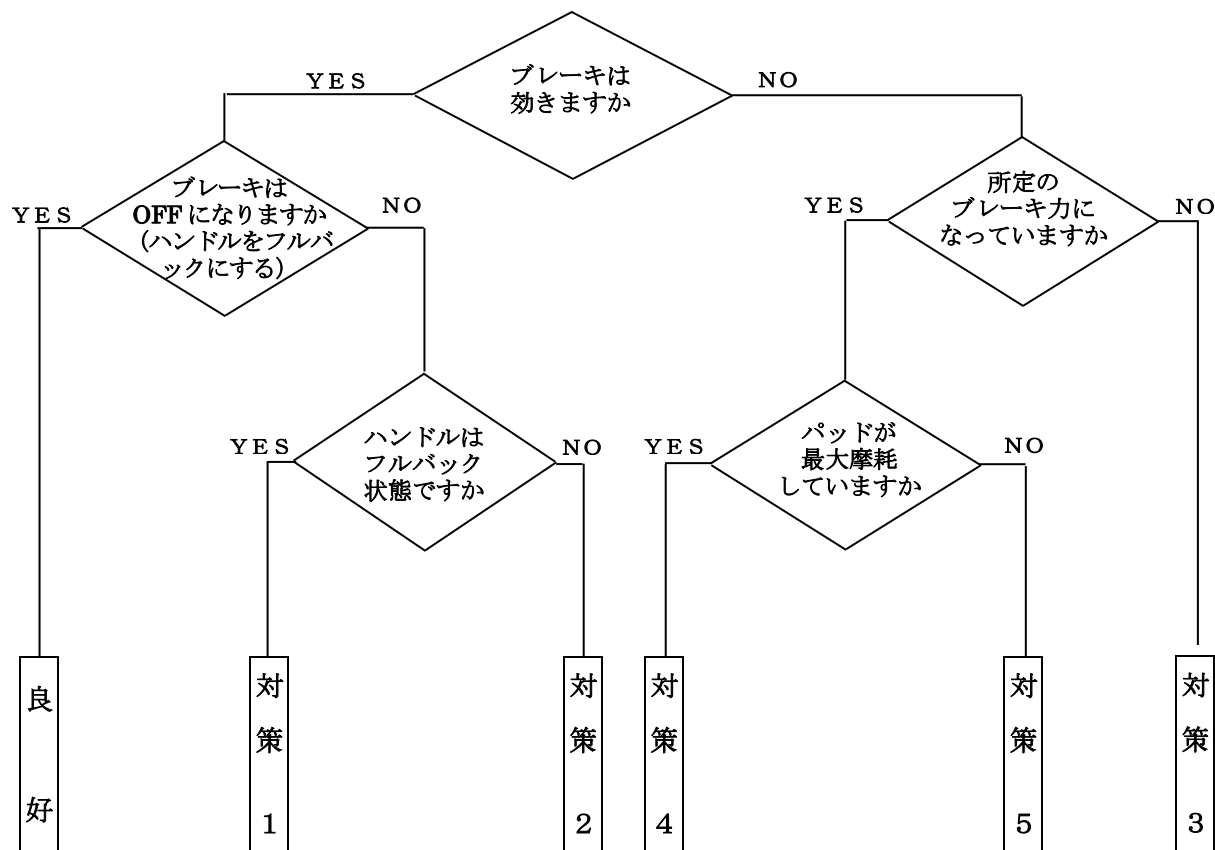 ブレーキは
効きますか
ＹＥＳ
ＮＯ
ブレーキは
OFF になりますか
（ハンドルをフルバ
ックにする）
ＹＥＳ
ＮＯ
所定の
ブレーキ力に
なっていますか
ＹＥＳ
ＮＯ
ハンドルは
フルバック
状態ですか
ＹＥＳ
ＮＯ
パッドが
最大摩耗
していますか
ＹＥＳ
ＮＯ
良好
対策１
対策２
対策４
対策５
対策３